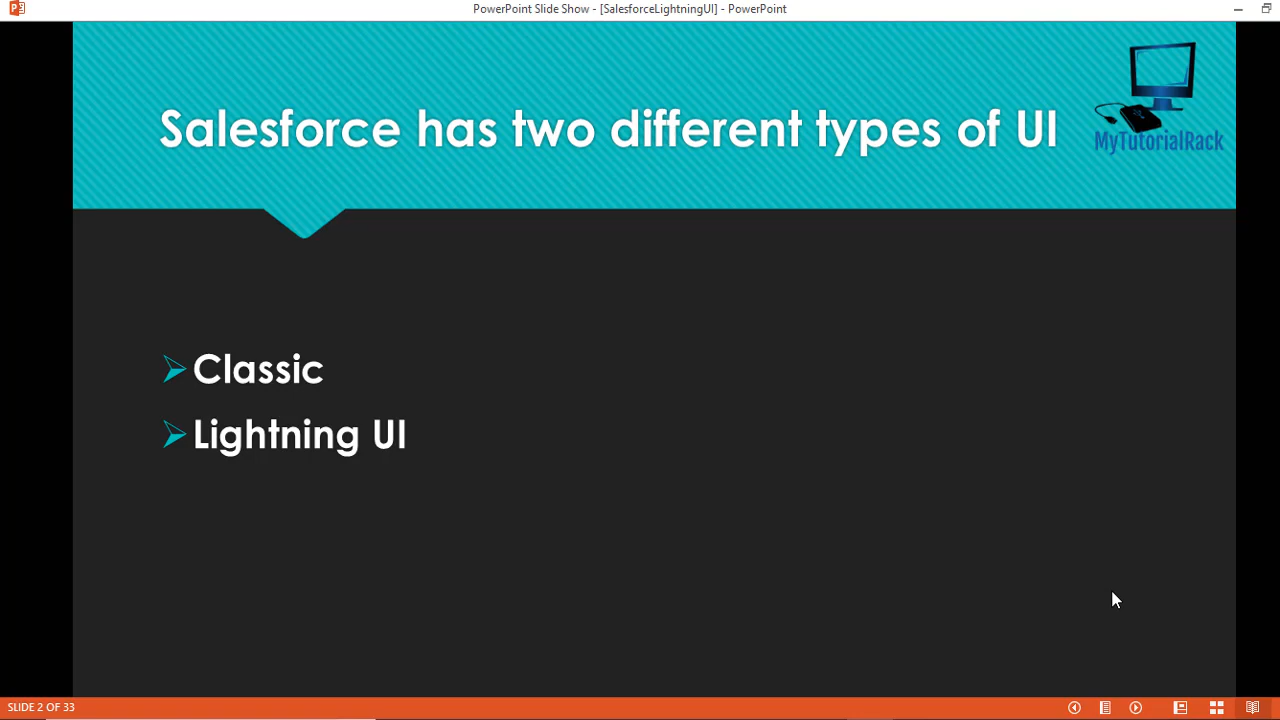 PowerPoint Slide Show - [SalesforceLightningUI] - PowerPoint
Salesforce has two different types of UI
MyTutorialRack
Classic
Lightning UI
SLIDE 2 OF 33